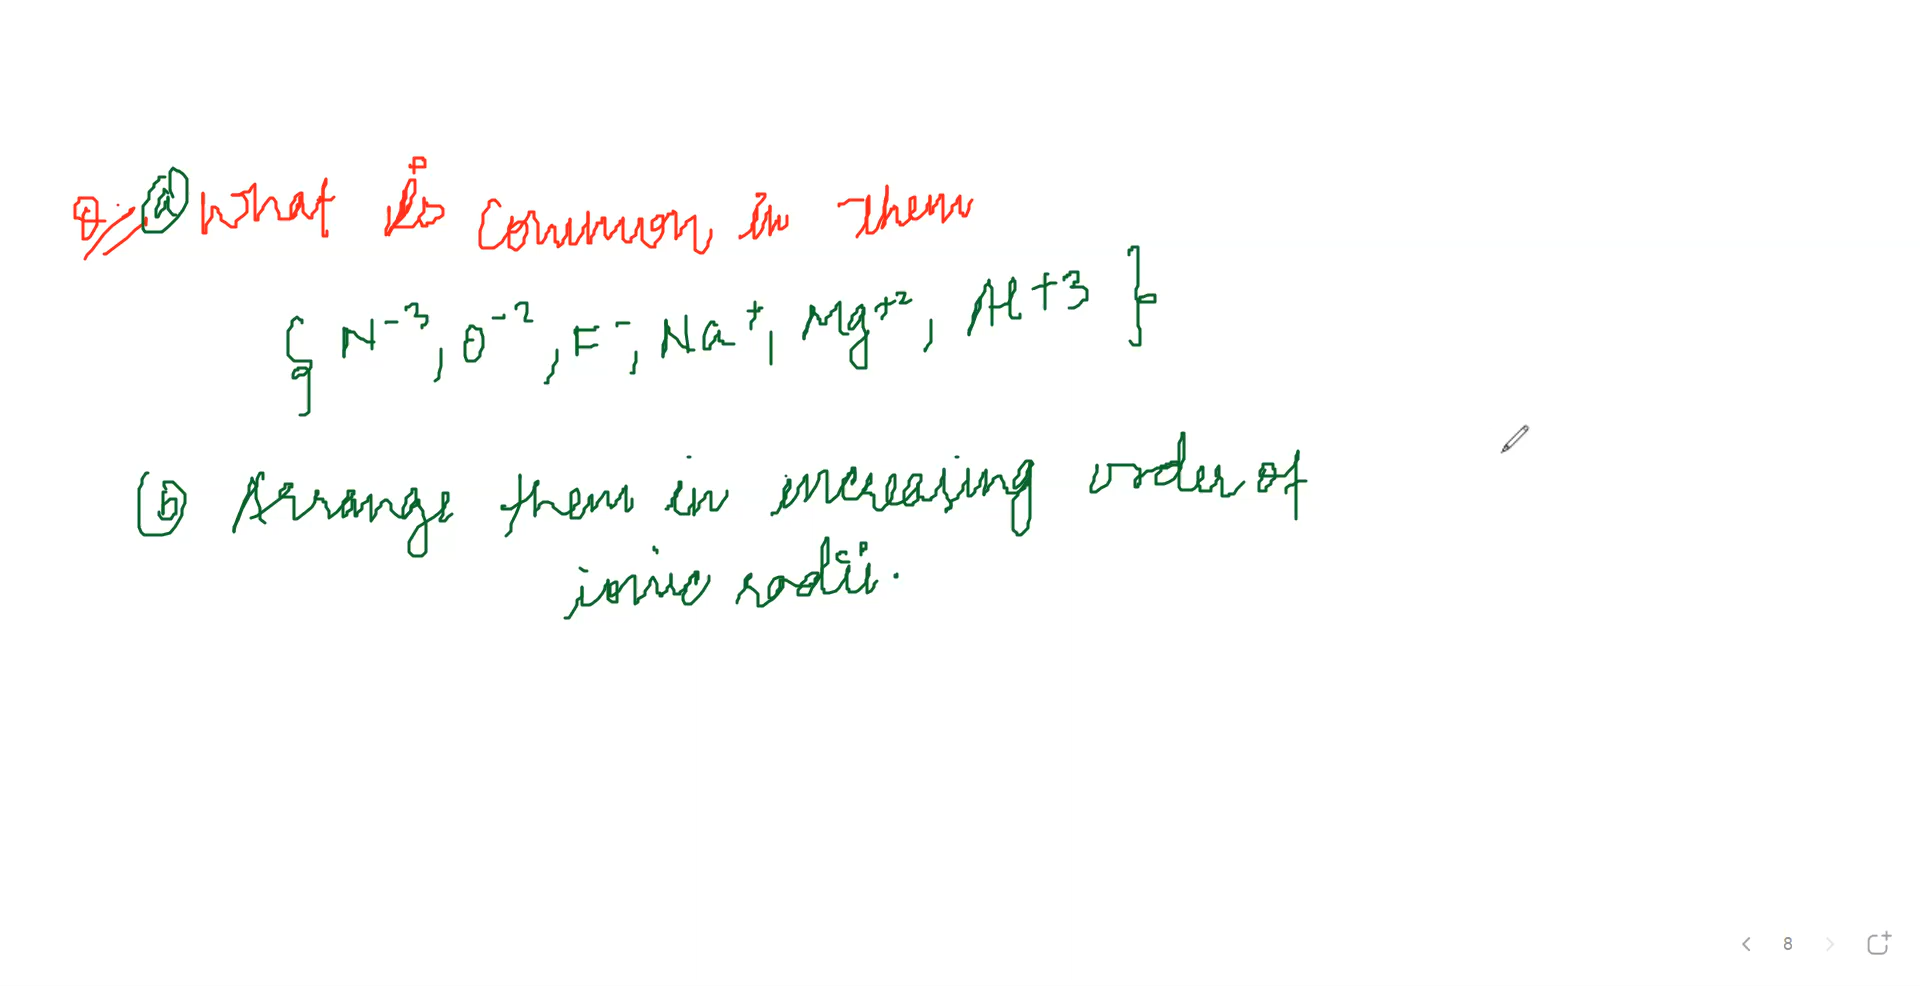 Q. (a) What is common in them
{ N⁻³, O⁻², F⁻, Na⁺, Mg⁺², Al⁺³ }
(b) Arrange them in increasing order of
ionic radii.
8